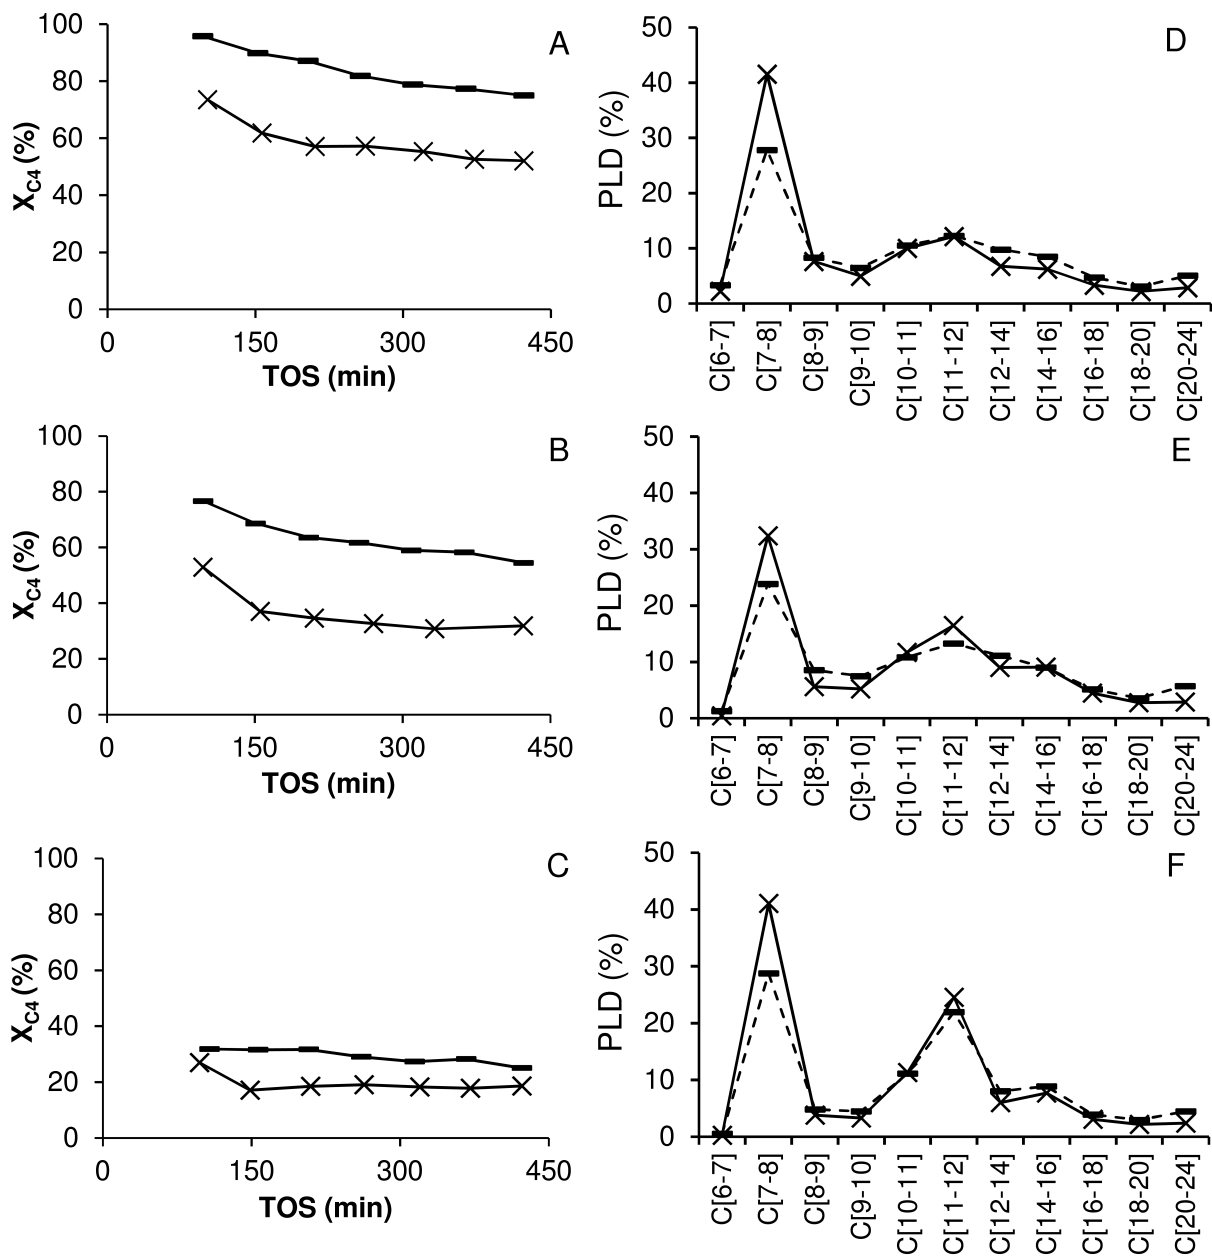 A
100
80
60
40
20
0
X_C4 (%)
0 150 300 450
TOS (min)
D
50
40
30
20
10
0
PLD (%)
C[6-7] C[7-8] C[8-9] C[9-10] C[10-11] C[11-12] C[12-14] C[14-16] C[16-18] C[18-20] C[20-24]
B
100
80
60
40
20
0
X_C4 (%)
0 150 300 450
TOS (min)
E
50
40
30
20
10
0
PLD (%)
C[6-7] C[7-8] C[8-9] C[9-10] C[10-11] C[11-12] C[12-14] C[14-16] C[16-18] C[18-20] C[20-24]
C
100
80
60
40
20
0
X_C4 (%)
0 150 300 450
TOS (min)
F
50
40
30
20
10
0
PLD (%)
C[6-7] C[7-8] C[8-9] C[9-10] C[10-11] C[11-12] C[12-14] C[14-16] C[16-18] C[18-20] C[20-24]